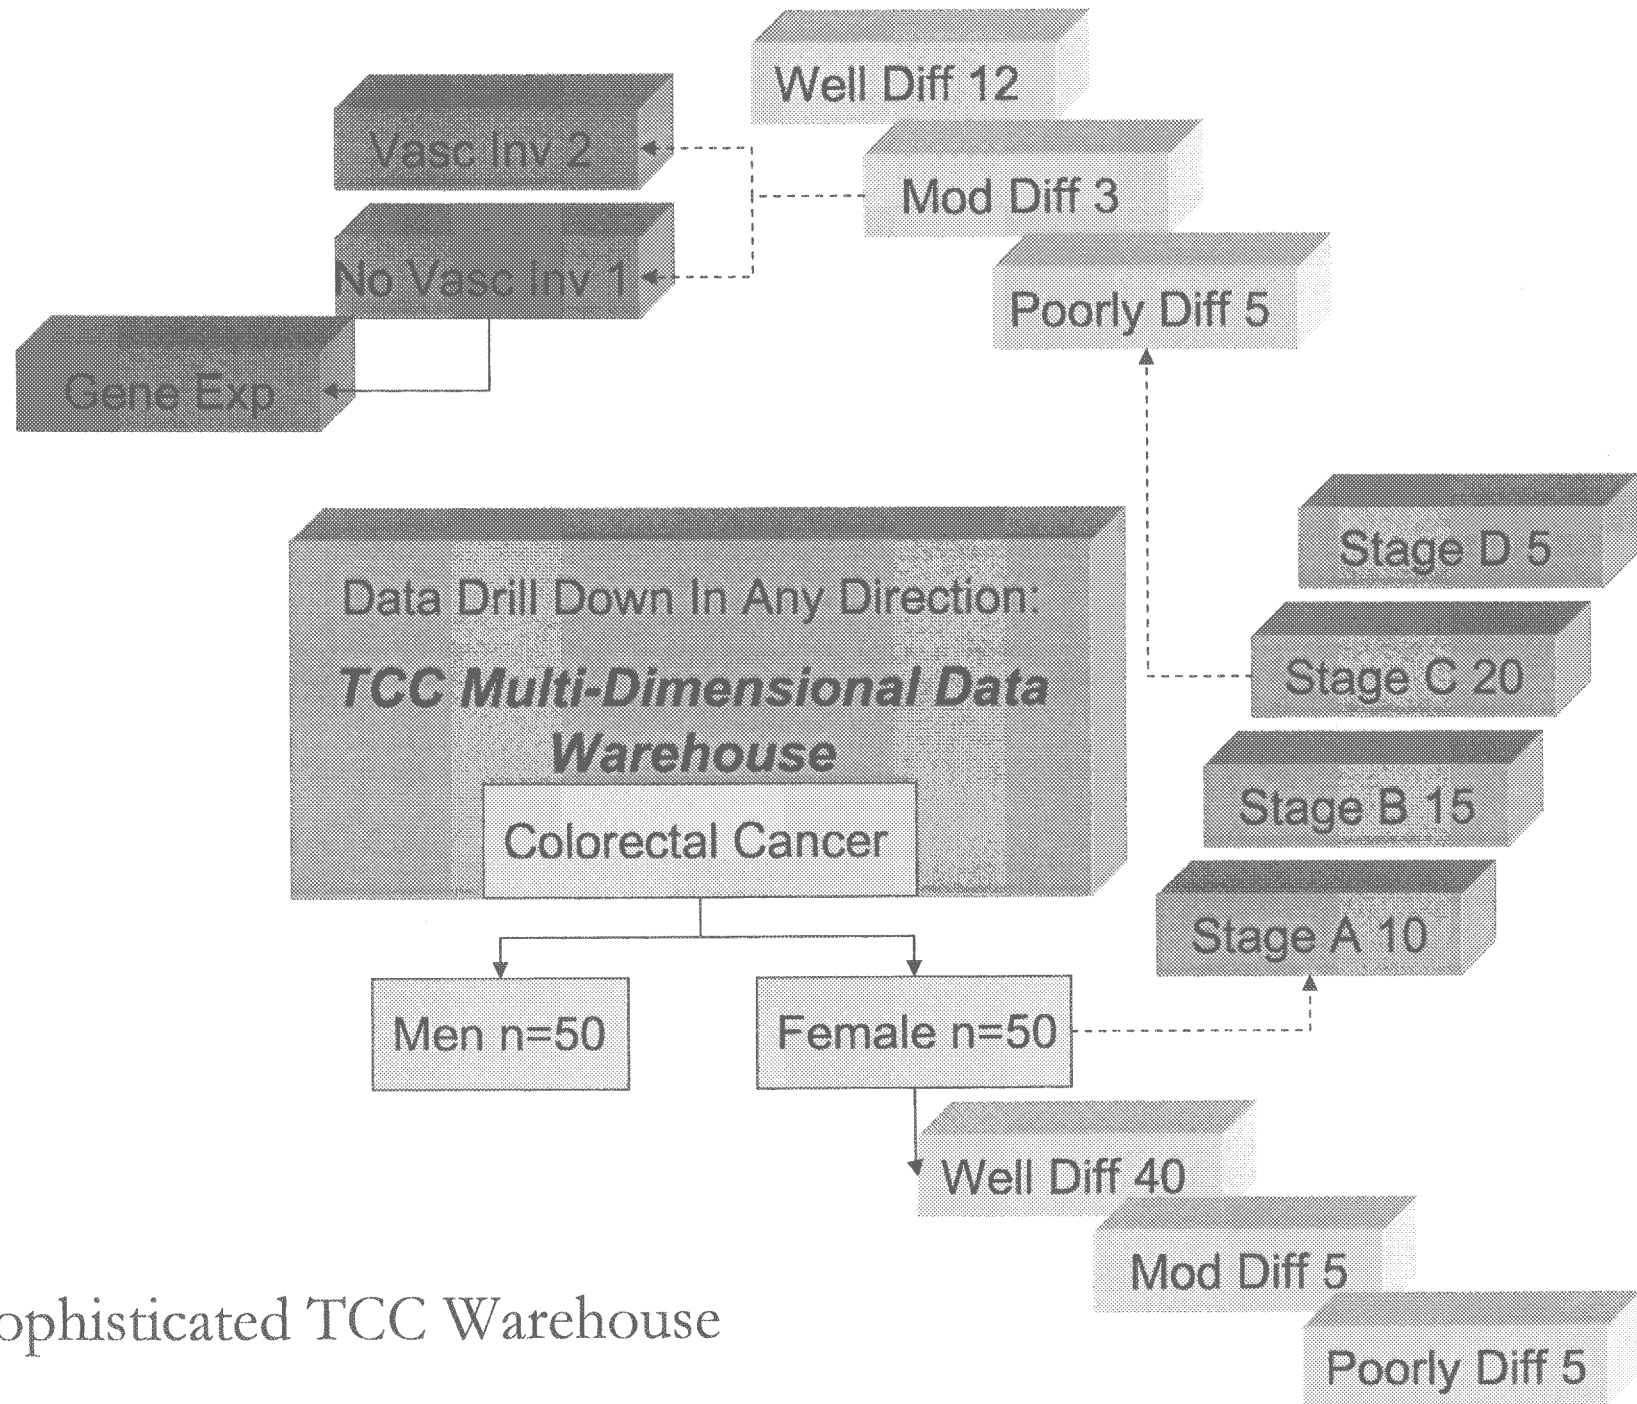 Well Diff 12
Vasc Inv 2
Mod Diff 3
No Vasc Inv 1
Poorly Diff 5
Gene Exp
Stage D 5
Data Drill Down In Any Direction:
TCC Multi-Dimensional Data
Warehouse
Stage C 20
Stage B 15
Colorectal Cancer
Stage A 10
Men n=50
Female n=50
Well Diff 40
Mod Diff 5
ophisticated TCC Warehouse
Poorly Diff 5